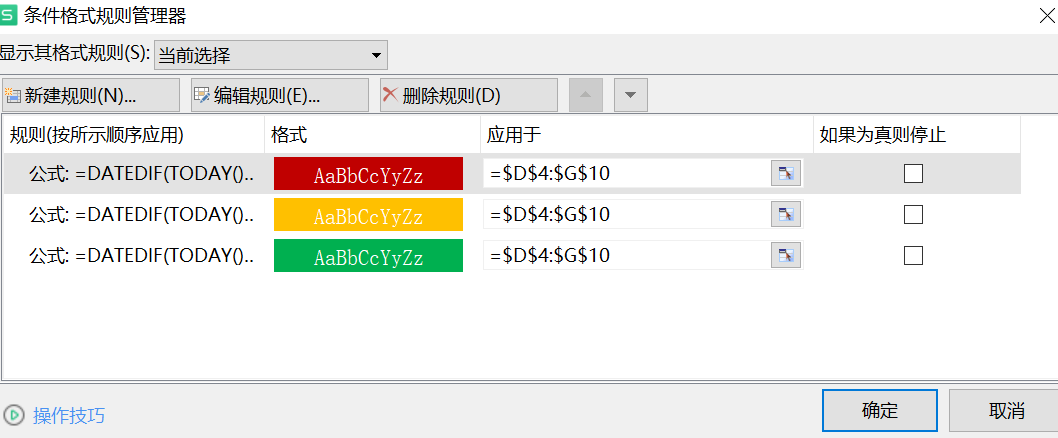 S 条件格式规则管理器
显示其格式规则(S): 当前选择
新建规则(N)... 编辑规则(E)... 删除规则(D)
规则(按所示顺序应用) 格式 应用于 如果为真则停止
公式: =DATEDIF(TODAY().. AaBbCcYyZz =$D$4:$G$10
公式: =DATEDIF(TODAY().. AaBbCcYyZz =$D$4:$G$10
公式: =DATEDIF(TODAY().. AaBbCcYyZz =$D$4:$G$10
操作技巧 确定 取消